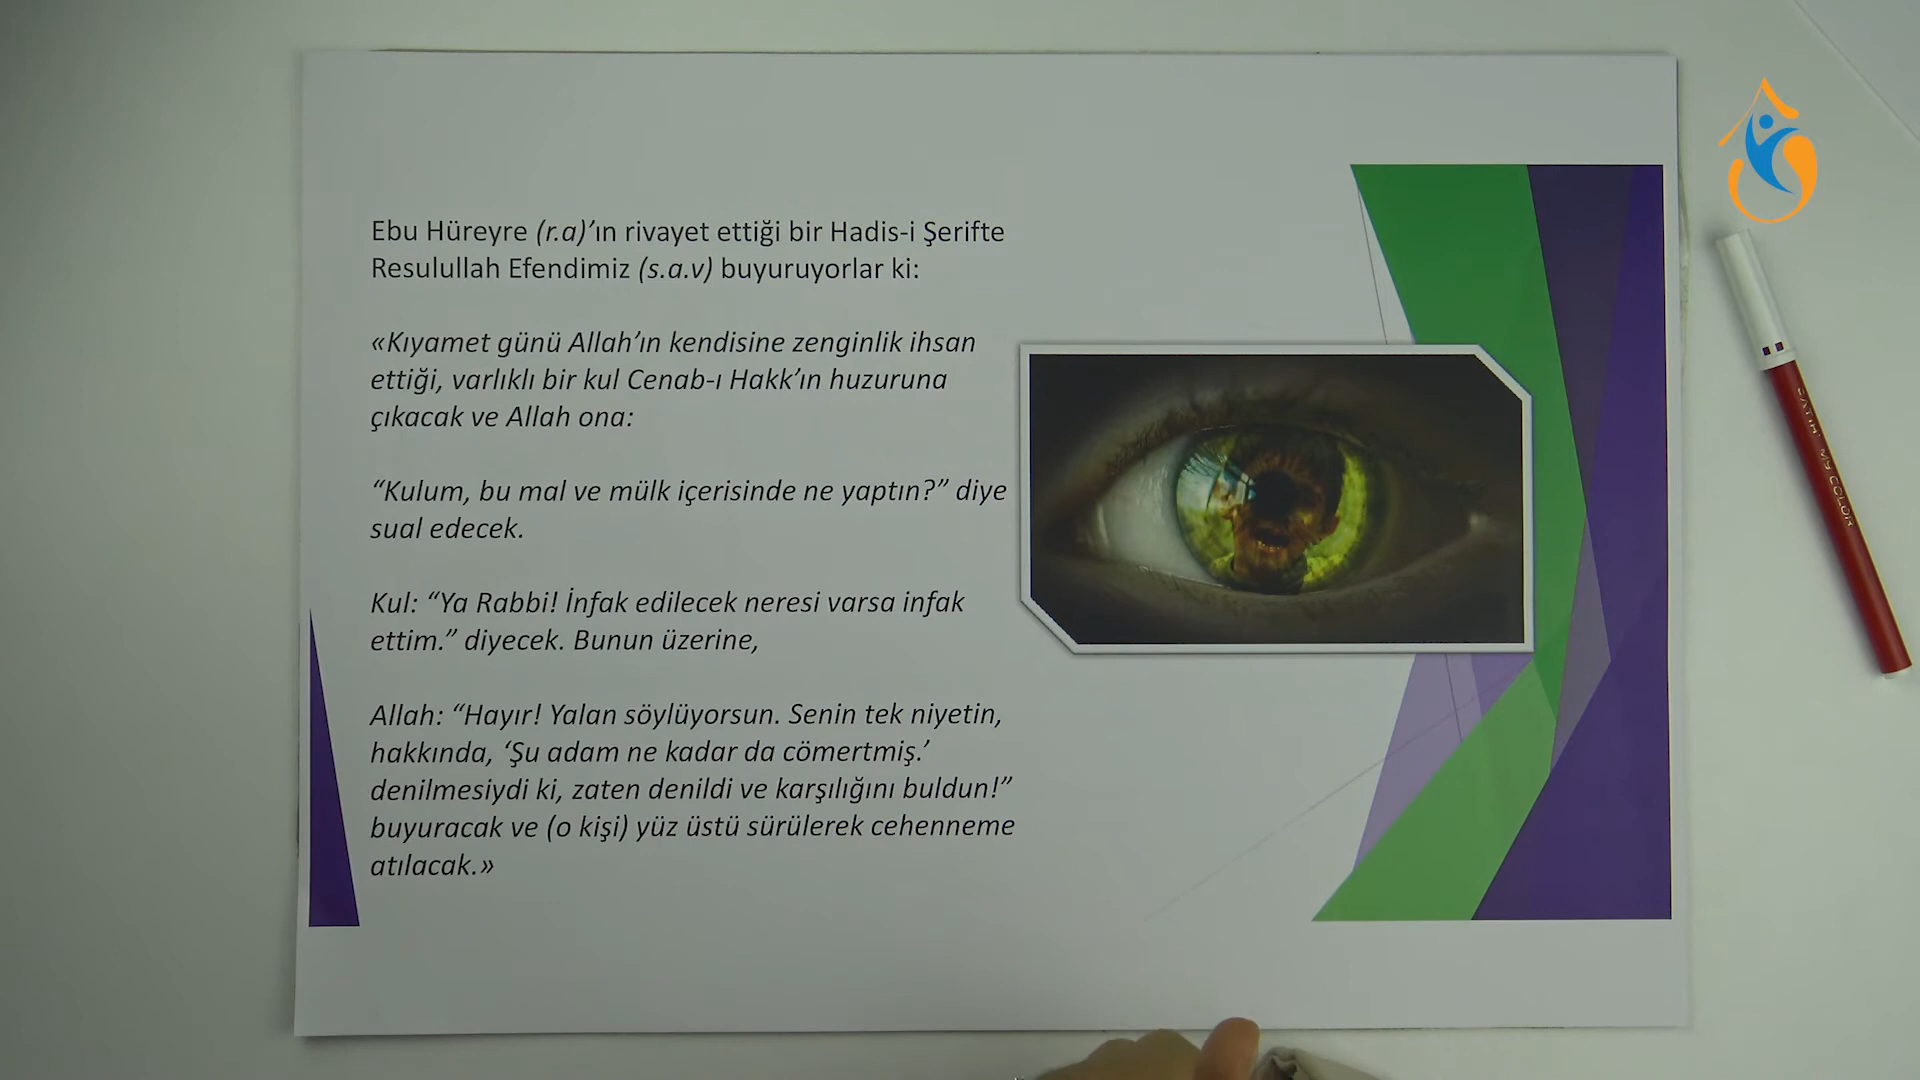 Ebu Hüreyre (r.a)’ın rivayet ettiği bir Hadis-i Şerifte
Resulullah Efendimiz (s.a.v) buyuruyorlar ki:
«Kıyamet günü Allah’ın kendisine zenginlik ihsan
ettiği, varlıklı bir kul Cenab-ı Hakk’ın huzuruna
çıkacak ve Allah ona:
“Kulum, bu mal ve mülk içerisinde ne yaptın?” diye
sual edecek.
Kul: “Ya Rabbi! İnfak edilecek neresi varsa infak
ettim.” diyecek. Bunun üzerine,
Allah: “Hayır! Yalan söylüyorsun. Senin tek niyetin,
hakkında, ‘Şu adam ne kadar da cömertmiş.’
denilmesiydi ki, zaten denildi ve karşılığını buldun!”
buyuracak ve (o kişi) yüz üstü sürülerek cehenneme
atılacak.»
MY COLOR